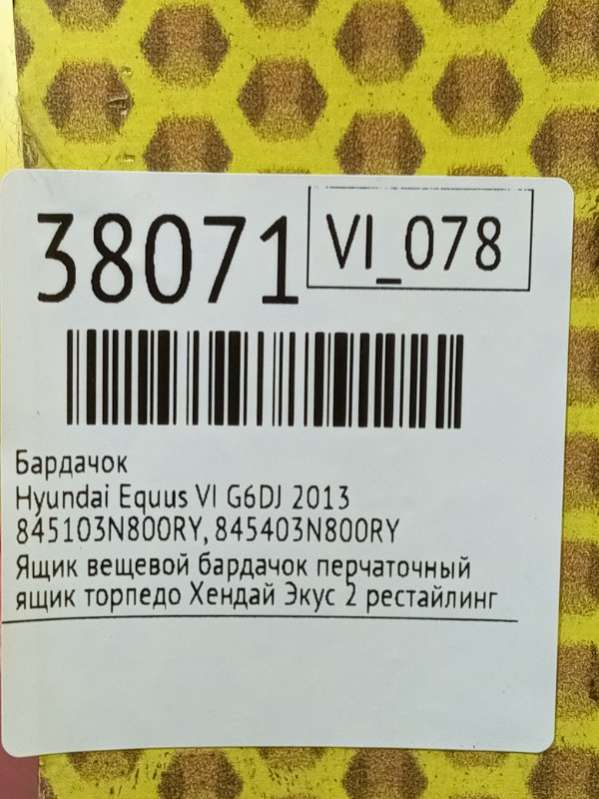 38071
VI_078
Бардачок
Hyundai Equus VI G6DJ 2013
845103N800RY, 845403N800RY
Ящик вещевой бардачок перчаточный
ящик торпедо Хендай Экус 2 рестайлинг